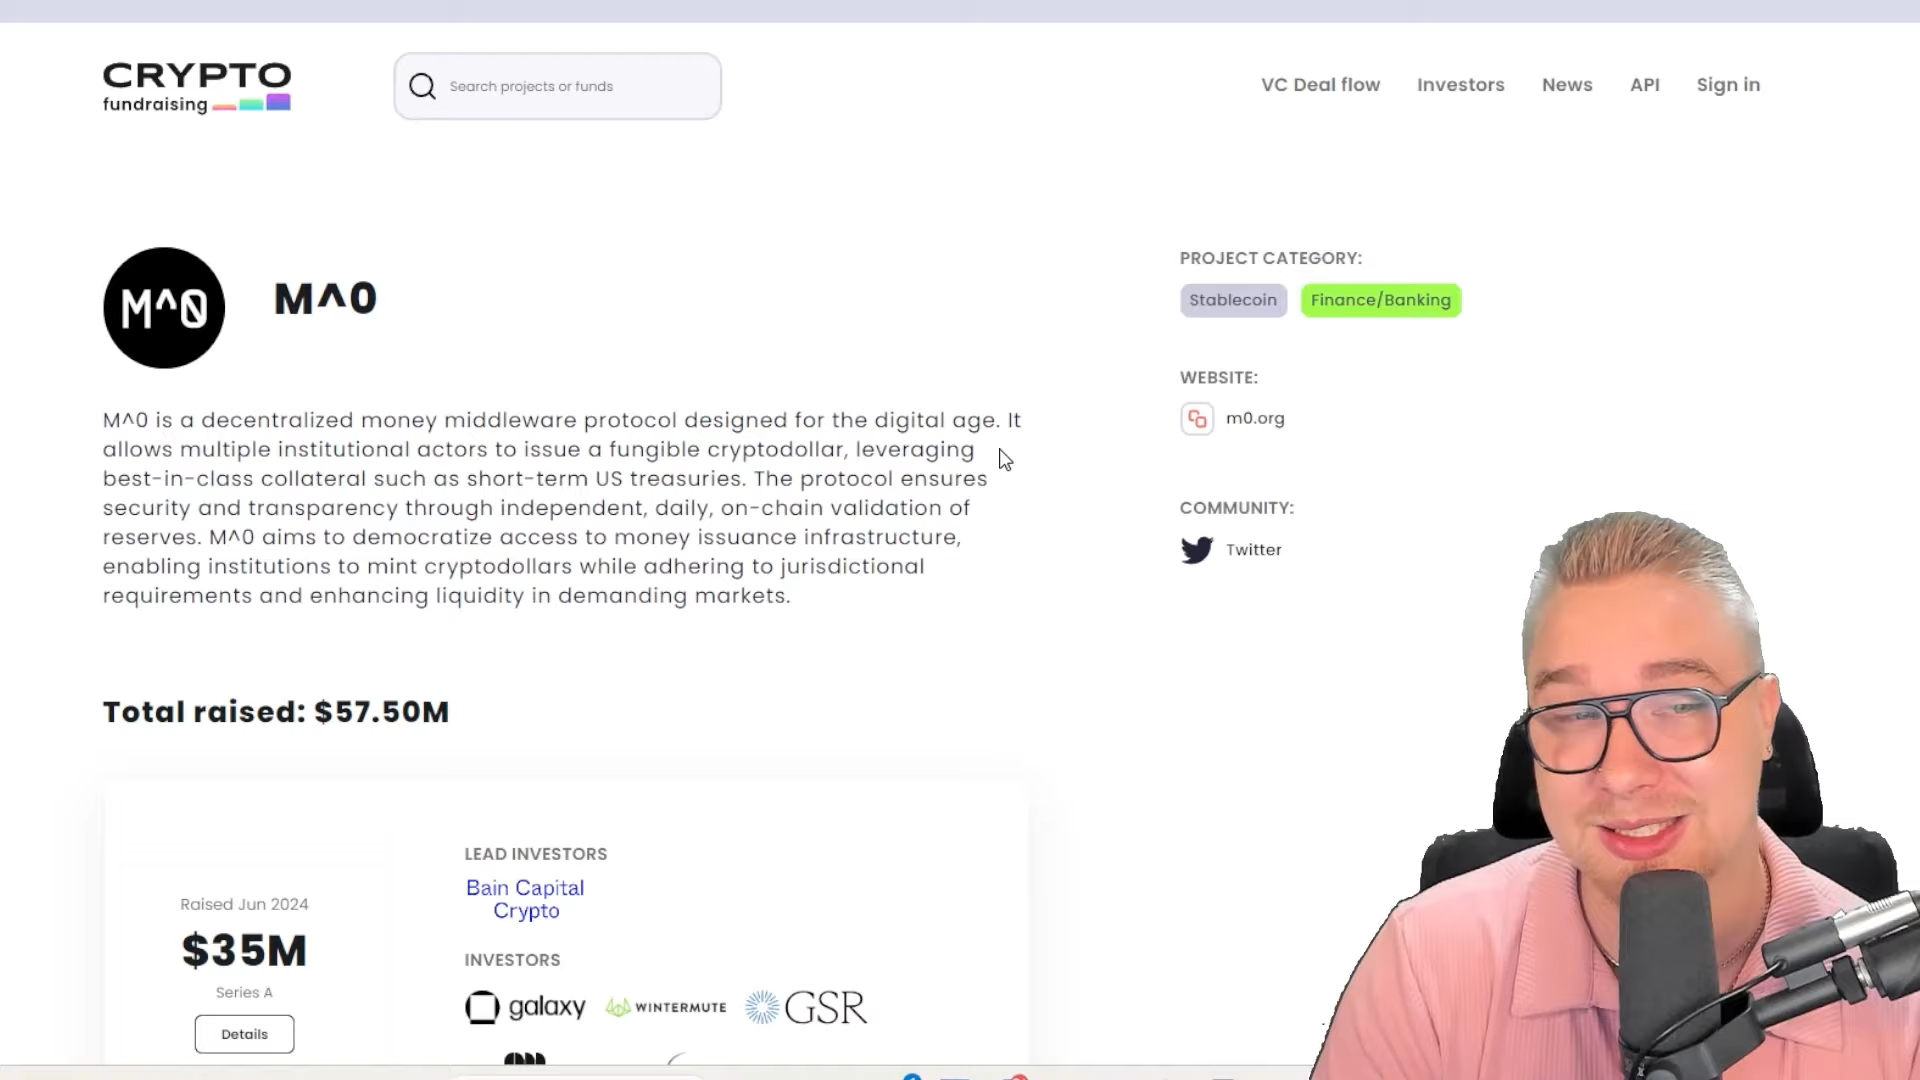 CRYPTO
fundraising
Search projects or funds
VC Deal flow
Investors
News
API
Sign in
M^0
M^0
M^0 is a decentralized money middleware protocol designed for the digital age. It
allows multiple institutional actors to issue a fungible cryptodollar, leveraging
best-in-class collateral such as short-term US treasuries. The protocol ensures
security and transparency through independent, daily, on-chain validation of
reserves. M^0 aims to democratize access to money issuance infrastructure,
enabling institutions to mint cryptodollars while adhering to jurisdictional
requirements and enhancing liquidity in demanding markets.
PROJECT CATEGORY:
Stablecoin
Finance/Banking
WEBSITE:
m0.org
COMMUNITY:
Twitter
Total raised: $57.50M
Raised Jun 2024
$35M
Series A
Details
LEAD INVESTORS
Bain Capital
Crypto
INVESTORS
galaxy
WINTERMUTE
GSR